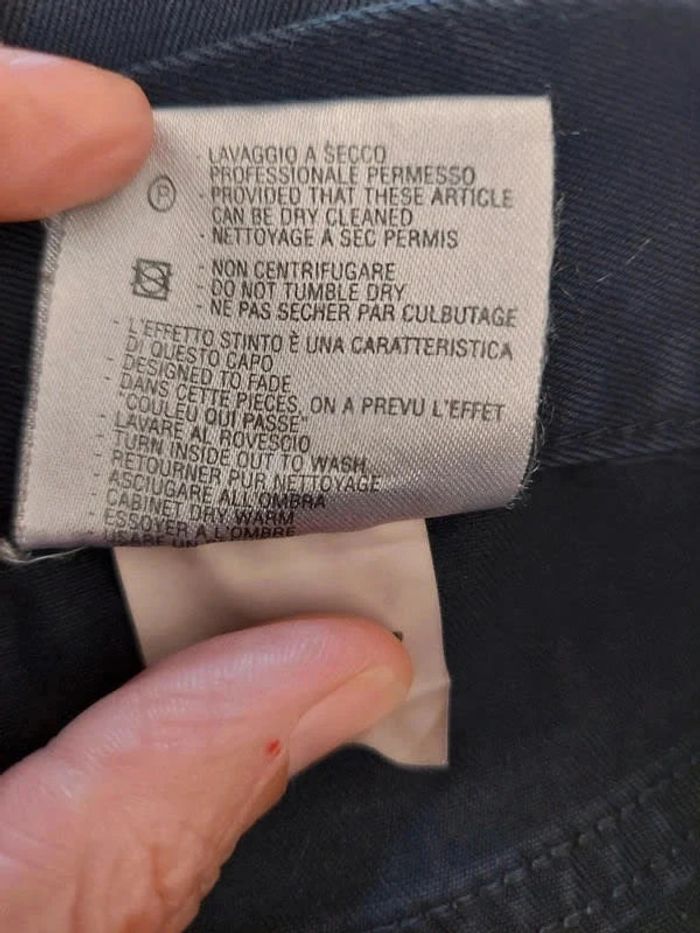 - LAVAGGIO A SECCO
PROFESSIONALE PERMESSO
- PROVIDED THAT THESE ARTICLE
CAN BE DRY CLEANED
- NETTOYAGE A SEC PERMIS
- NON CENTRIFUGARE
- DO NOT TUMBLE DRY
- NE PAS SECHER PAR CULBUTAGE
- L'EFFETTO STINTO È UNA CARATTERISTICA
DI QUESTO CAPO
- DESIGNED TO FADE
- DANS CETTE PIECES, ON A PREVU L'EFFET
"COULEU QUI PASSE"
- LAVARE AL ROVESCIO
- TURN INSIDE OUT TO WASH
- RETOURNER PUR NETTOYAGE
- ASCIUGARE ALL'OMBRA
- CABINET DRY WARM
- ESSOYER A L'OMBRE
USARE UN